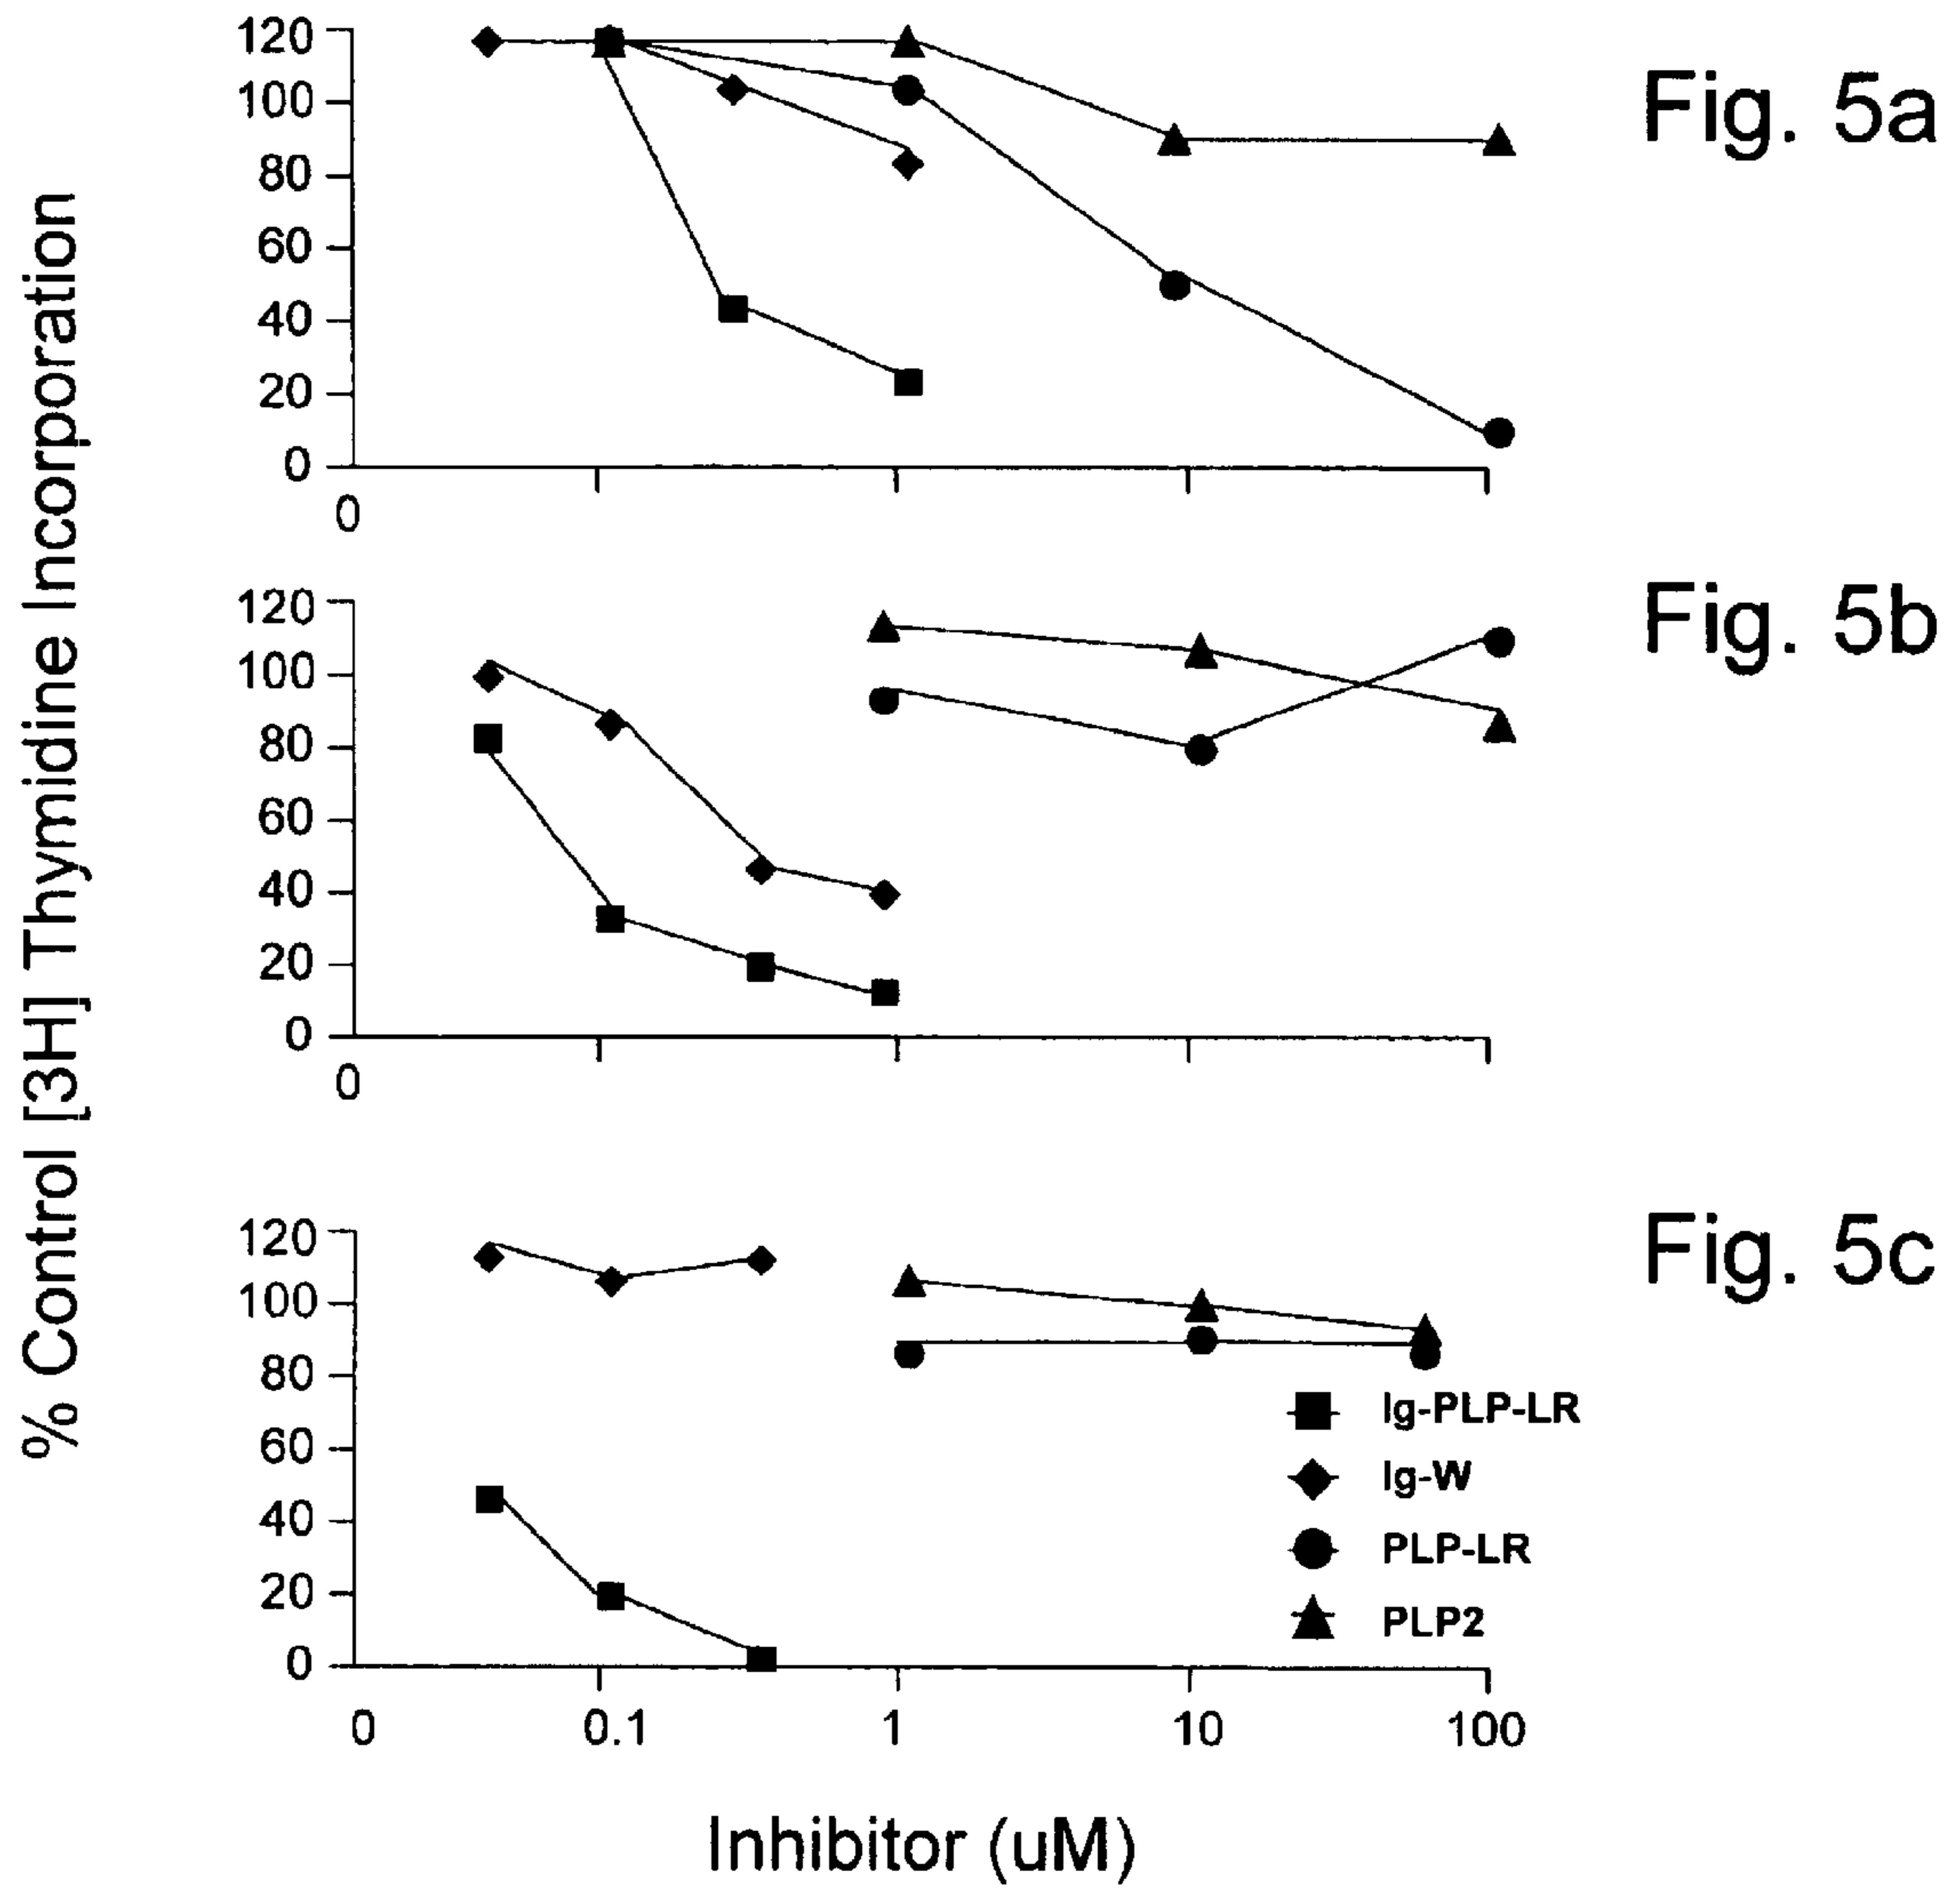 % Control [3H] Thymidine Incorporation
Fig. 5a
120
100
80
60
40
20
0
0
Fig. 5b
120
100
80
60
40
20
0
0
Fig. 5c
120
100
80
60
40
20
0
Ig-PLP-LR
Ig-W
PLP-LR
PLP2
0 0.1 1 10 100
Inhibitor (uM)